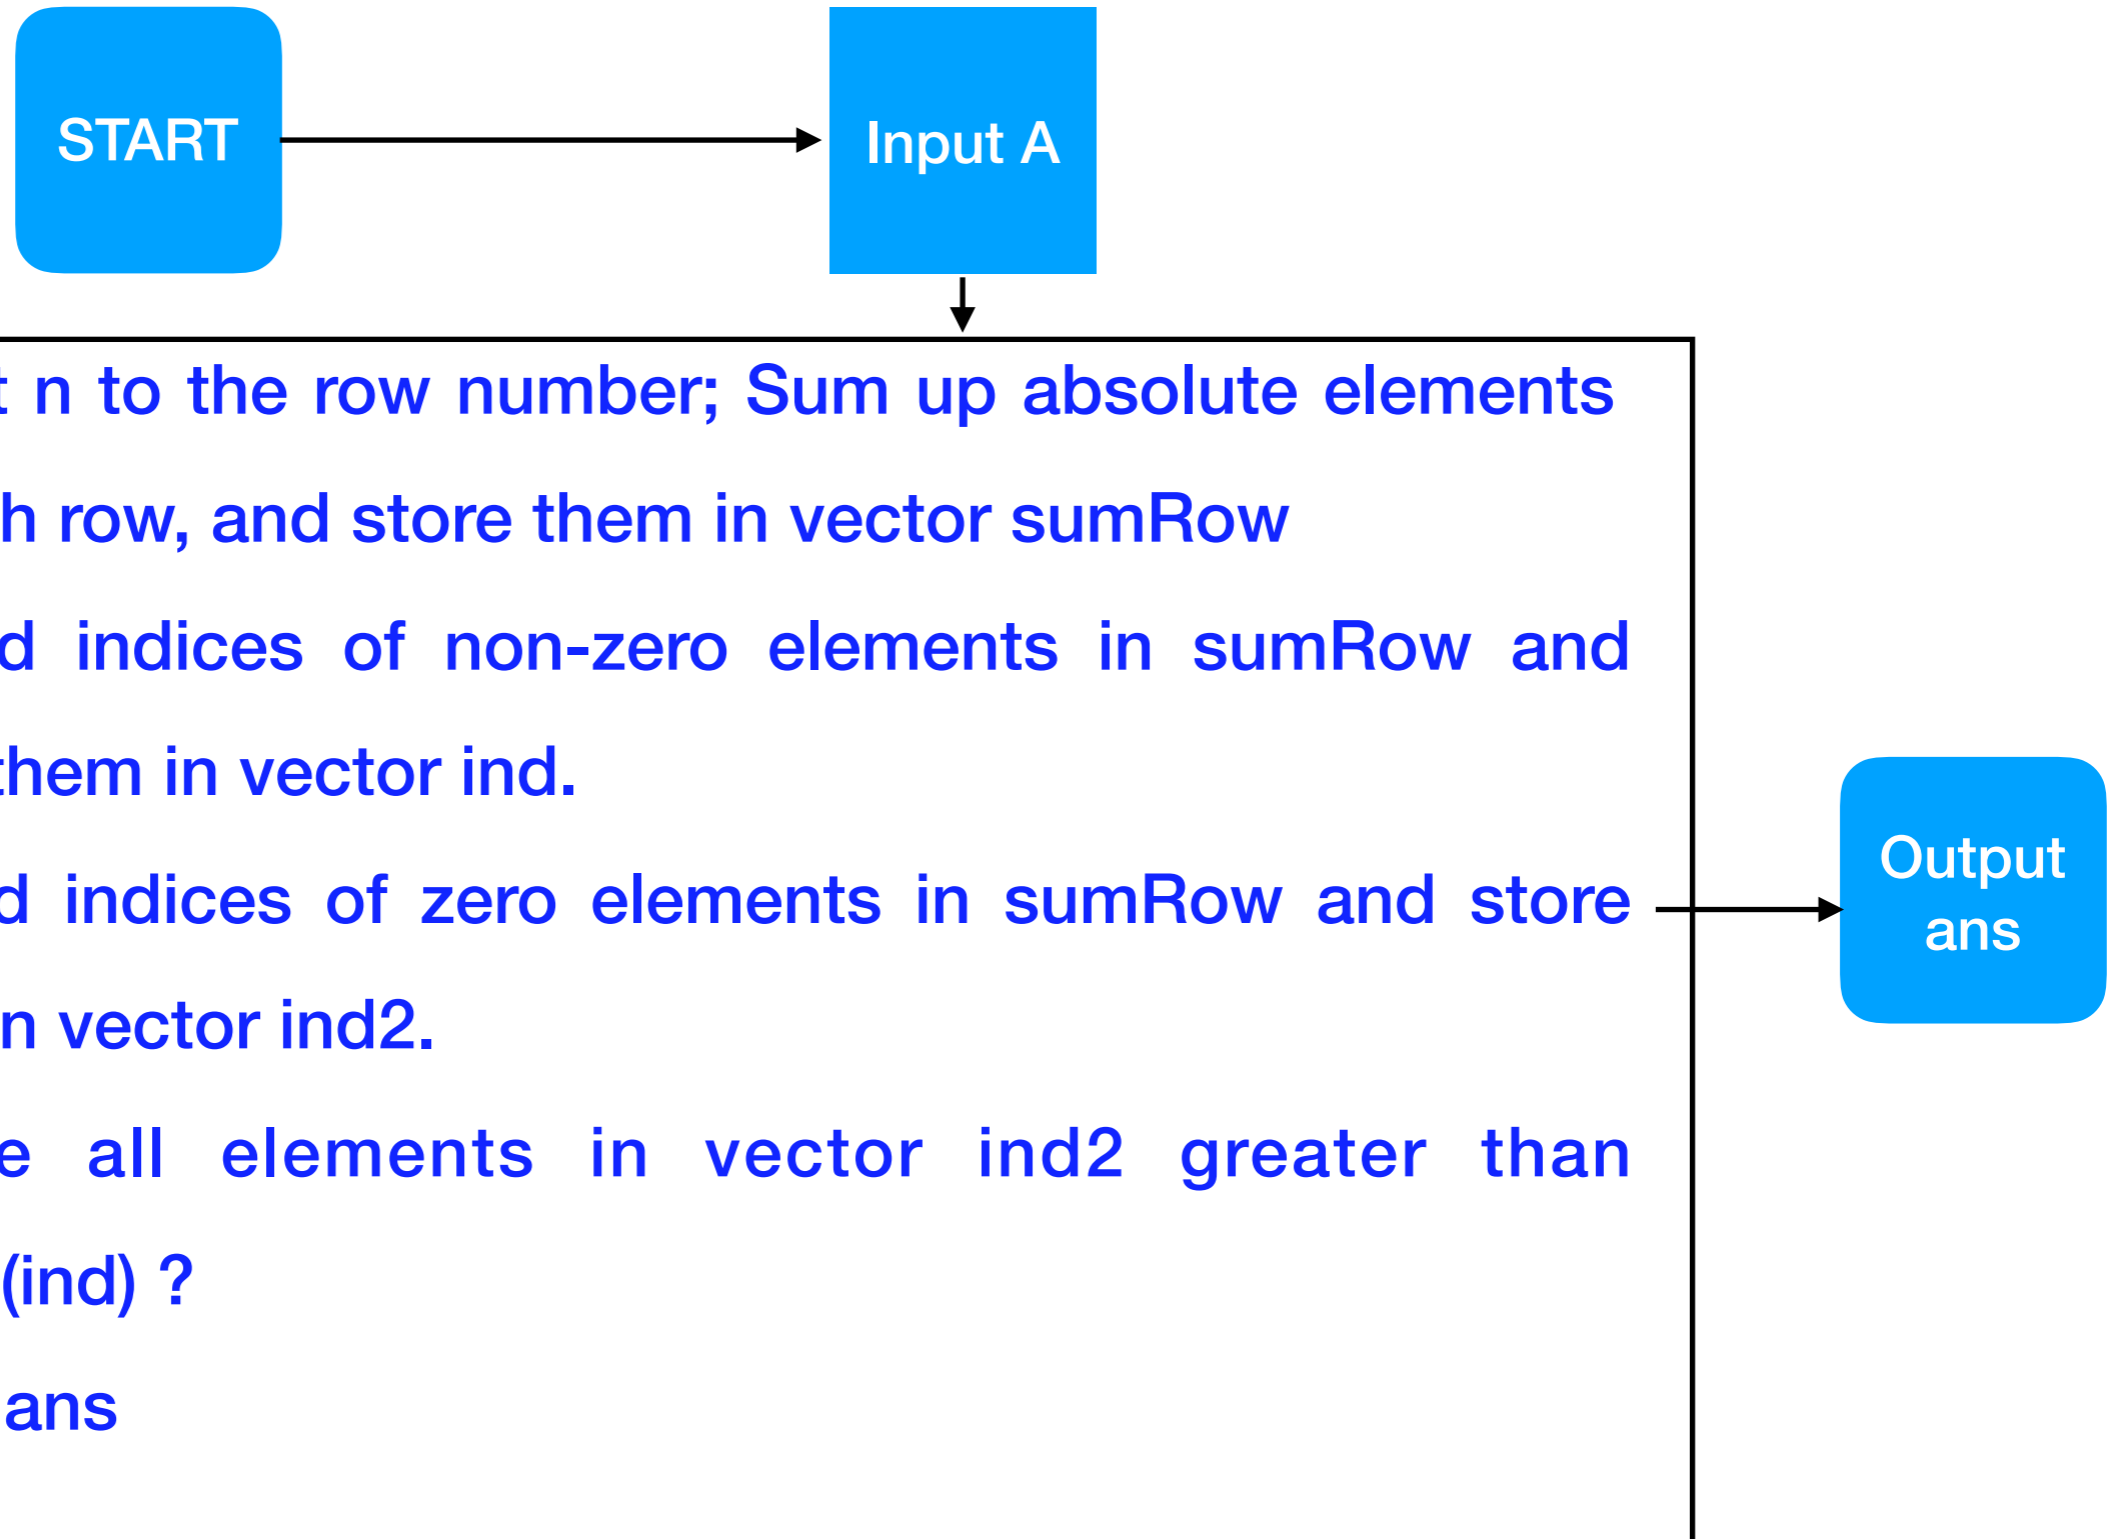 START
Input A
t n to the row number; Sum up absolute elements
h row, and store them in vector sumRow
d indices of non-zero elements in sumRow and
them in vector ind.
d indices of zero elements in sumRow and store
n vector ind2.
e all elements in vector ind2 greater than
(ind) ?
ans
Output
ans